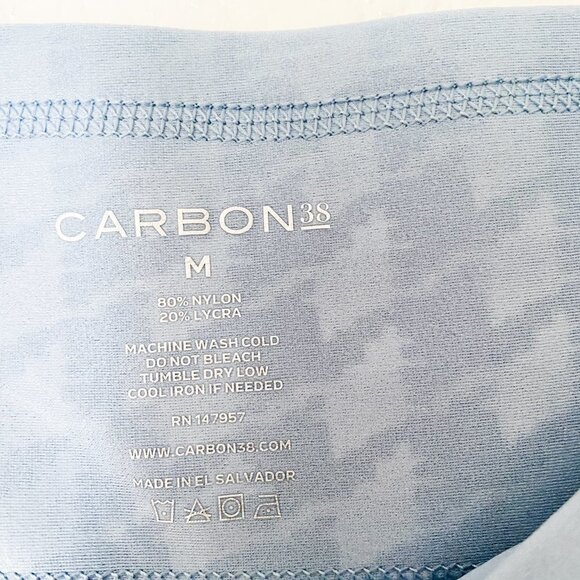 CARBON38
M
80% NYLON
20% LYCRA
MACHINE WASH COLD
DO NOT BLEACH
TUMBLE DRY LOW
COOL IRON IF NEEDED
RN 147957
WWW.CARBON38.COM
MADE IN EL SALVADOR